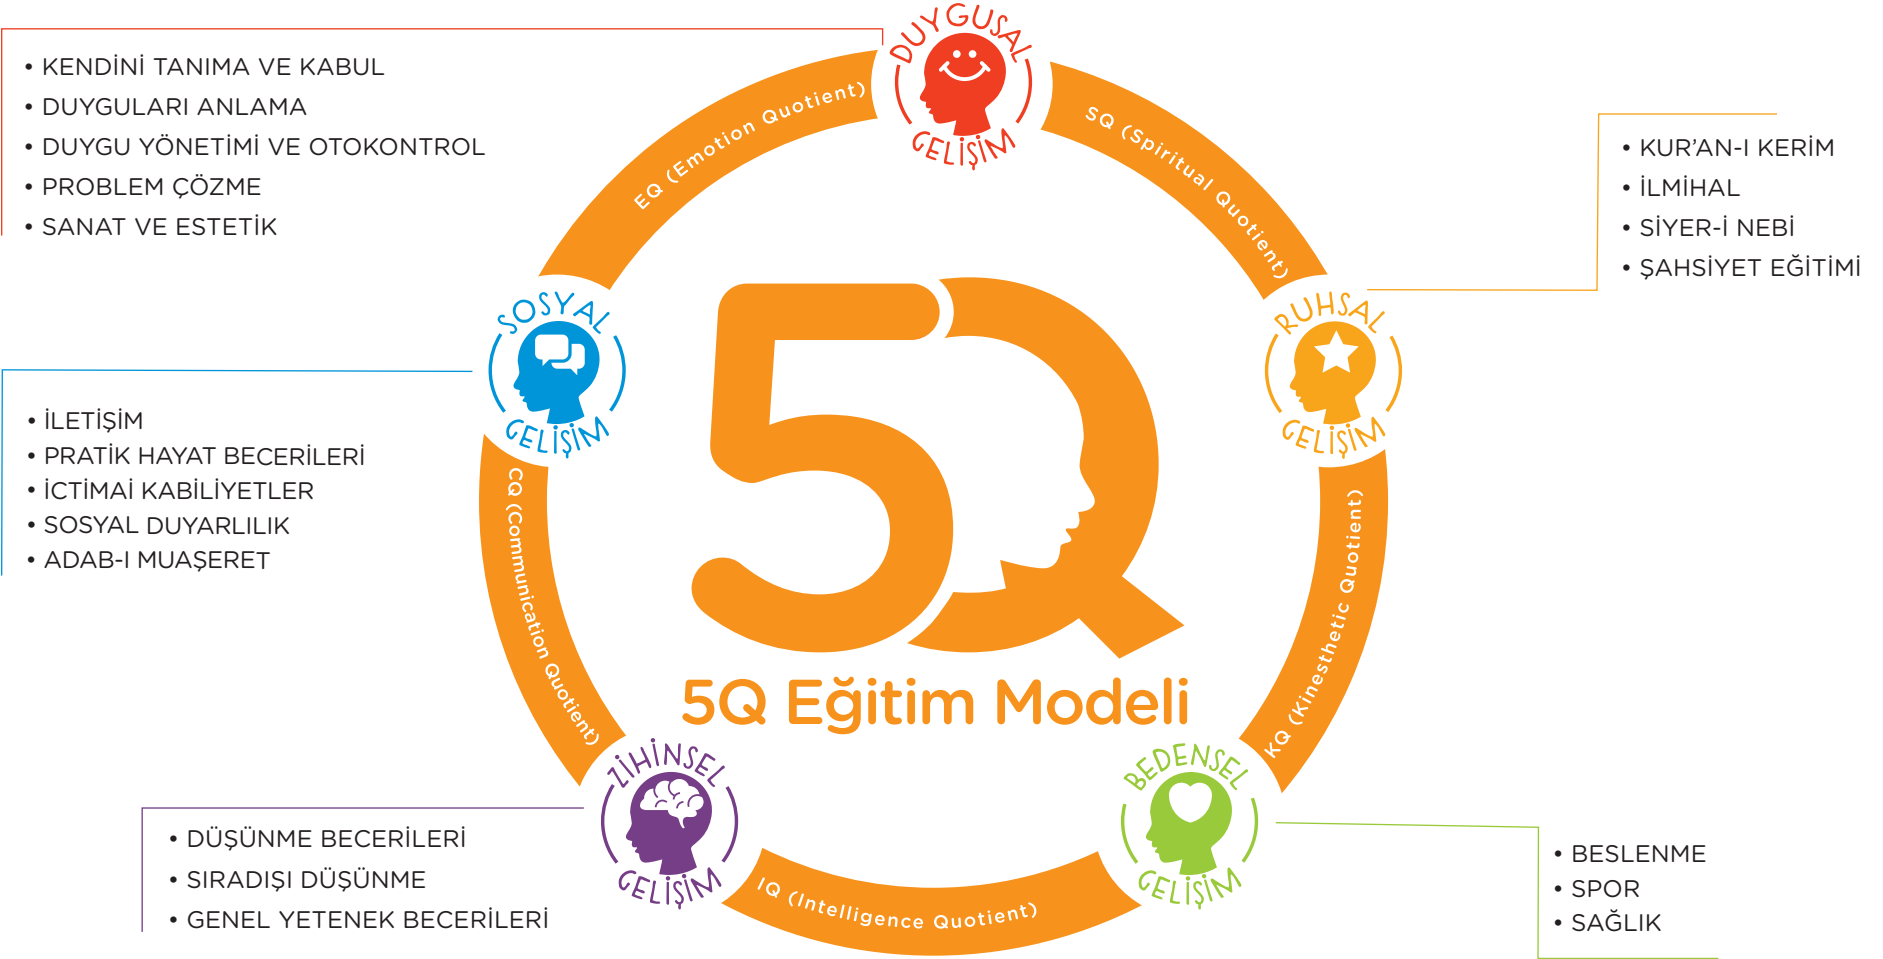 DUYGUSAL
GELİŞİM
• KENDİNİ TANIMA VE KABUL
• DUYGULARI ANLAMA
• DUYGU YÖNETİMİ VE OTOKONTROL
• PROBLEM ÇÖZME
• SANAT VE ESTETİK
EQ (Emotion Quotient)
SQ (Spiritual Quotient)
• KUR’AN-I KERİM
• İLMİHAL
• SİYER-İ NEBİ
• ŞAHSİYET EĞİTİMİ
SOSYAL
GELİŞİM
RUHSAL
GELİŞİM
• İLETİŞİM
• PRATİK HAYAT BECERİLERİ
• İCTİMAİ KABİLİYETLER
• SOSYAL DUYARLILIK
• ADAB-I MUAŞERET
CQ (Communication Quotient)
5Q
5Q Eğitim Modeli
KQ (Kinesthetic Quotient)
ZİHİNSEL
GELİŞİM
BEDENSEL
GELİŞİM
• DÜŞÜNME BECERİLERİ
• SIRADIŞI DÜŞÜNME
• GENEL YETENEK BECERİLERİ
IQ (Intelligence Quotient)
• BESLENME
• SPOR
• SAĞLIK